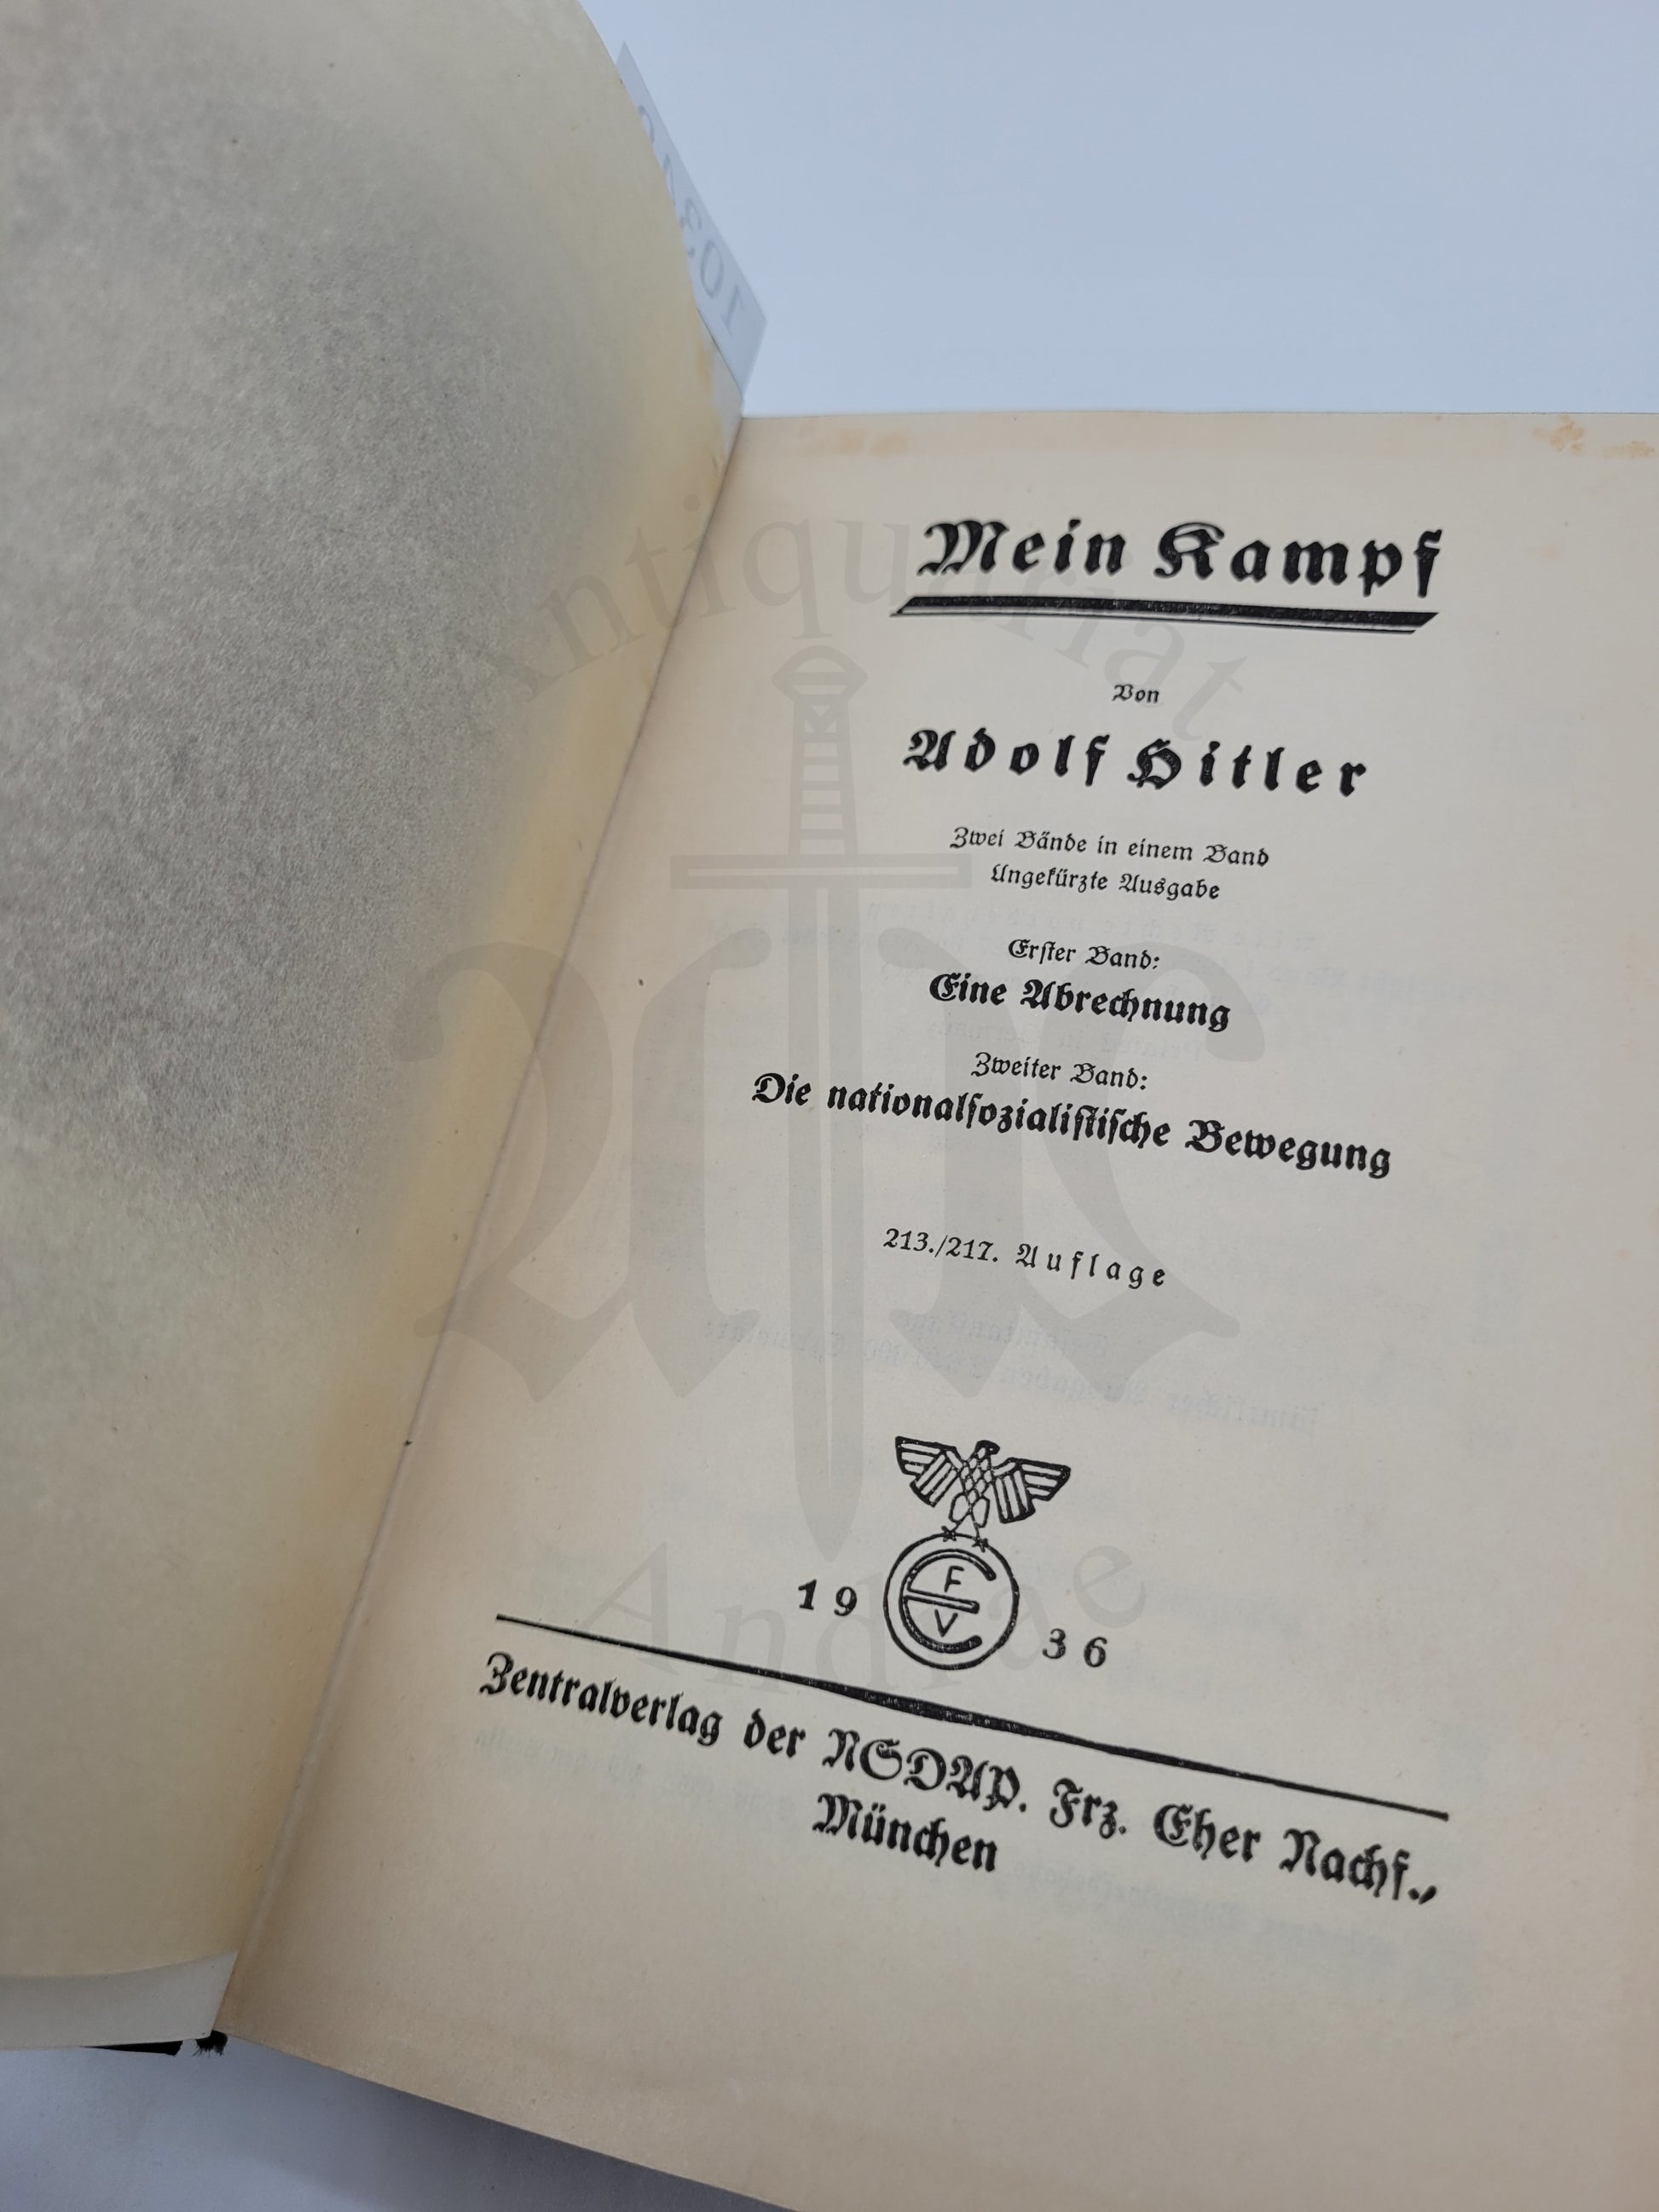 Mein Kampf
Von
Adolf Hitler
Zwei Bände in einem Band
Ungekürzte Ausgabe
Erſter Band:
Eine Abrechnung
Zweiter Band:
Die nationalſozialiſtiſche Bewegung
213./217. Auflage
19 36
F
E
V
Zentralverlag der NSDAP. Frz. Eher Nachf.,
München
Antiquariat
Andrae